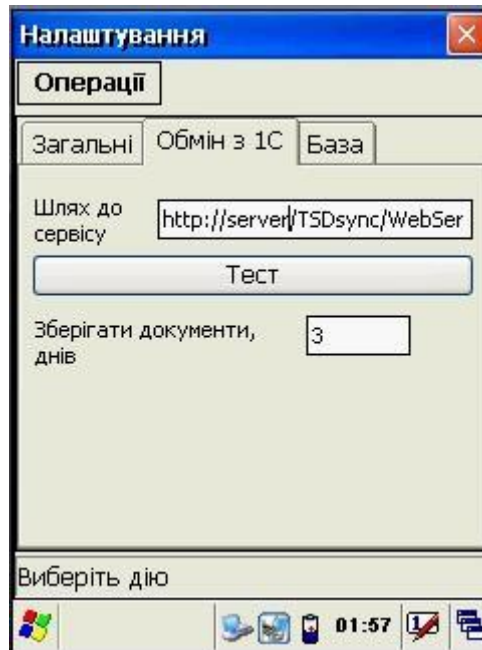 Налаштування
Операції
Загальні Обмін з 1С База
Шлях до
сервісу
http://server/TSDsync/WebSer
Тест
Зберігати документи,
днів
3
Виберіть дію
01:57